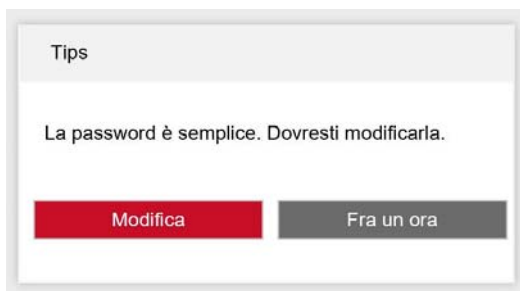 Tips
La password è semplice. Dovresti modificarla.
Modifica
Fra un ora